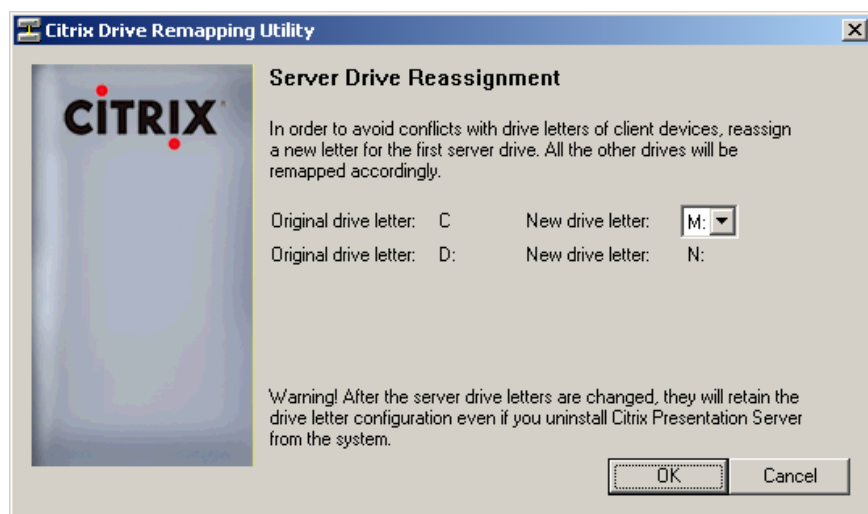 Citrix Drive Remapping Utility
CITRIX
Server Drive Reassignment
In order to avoid conflicts with drive letters of client devices, reassign
a new letter for the first server drive. All the other drives will be
remapped accordingly.
Original drive letter: C New drive letter: M:
Original drive letter: D: New drive letter: N:
Warning! After the server drive letters are changed, they will retain the
drive letter configuration even if you uninstall Citrix Presentation Server
from the system.
OK Cancel